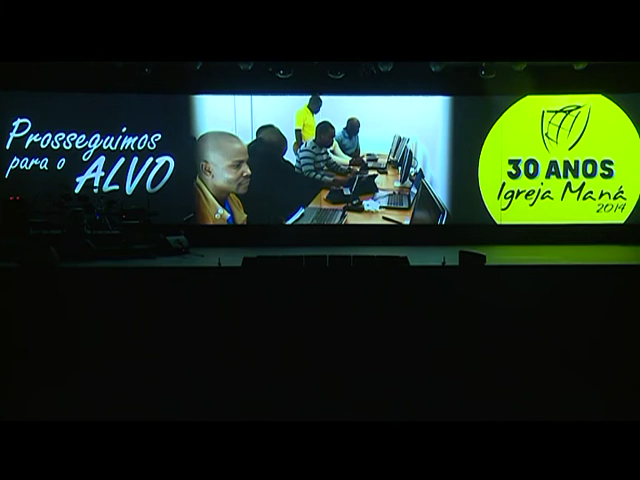 Prosseguimos
para o ALVO
30 ANOS
Igreja Maná
2014